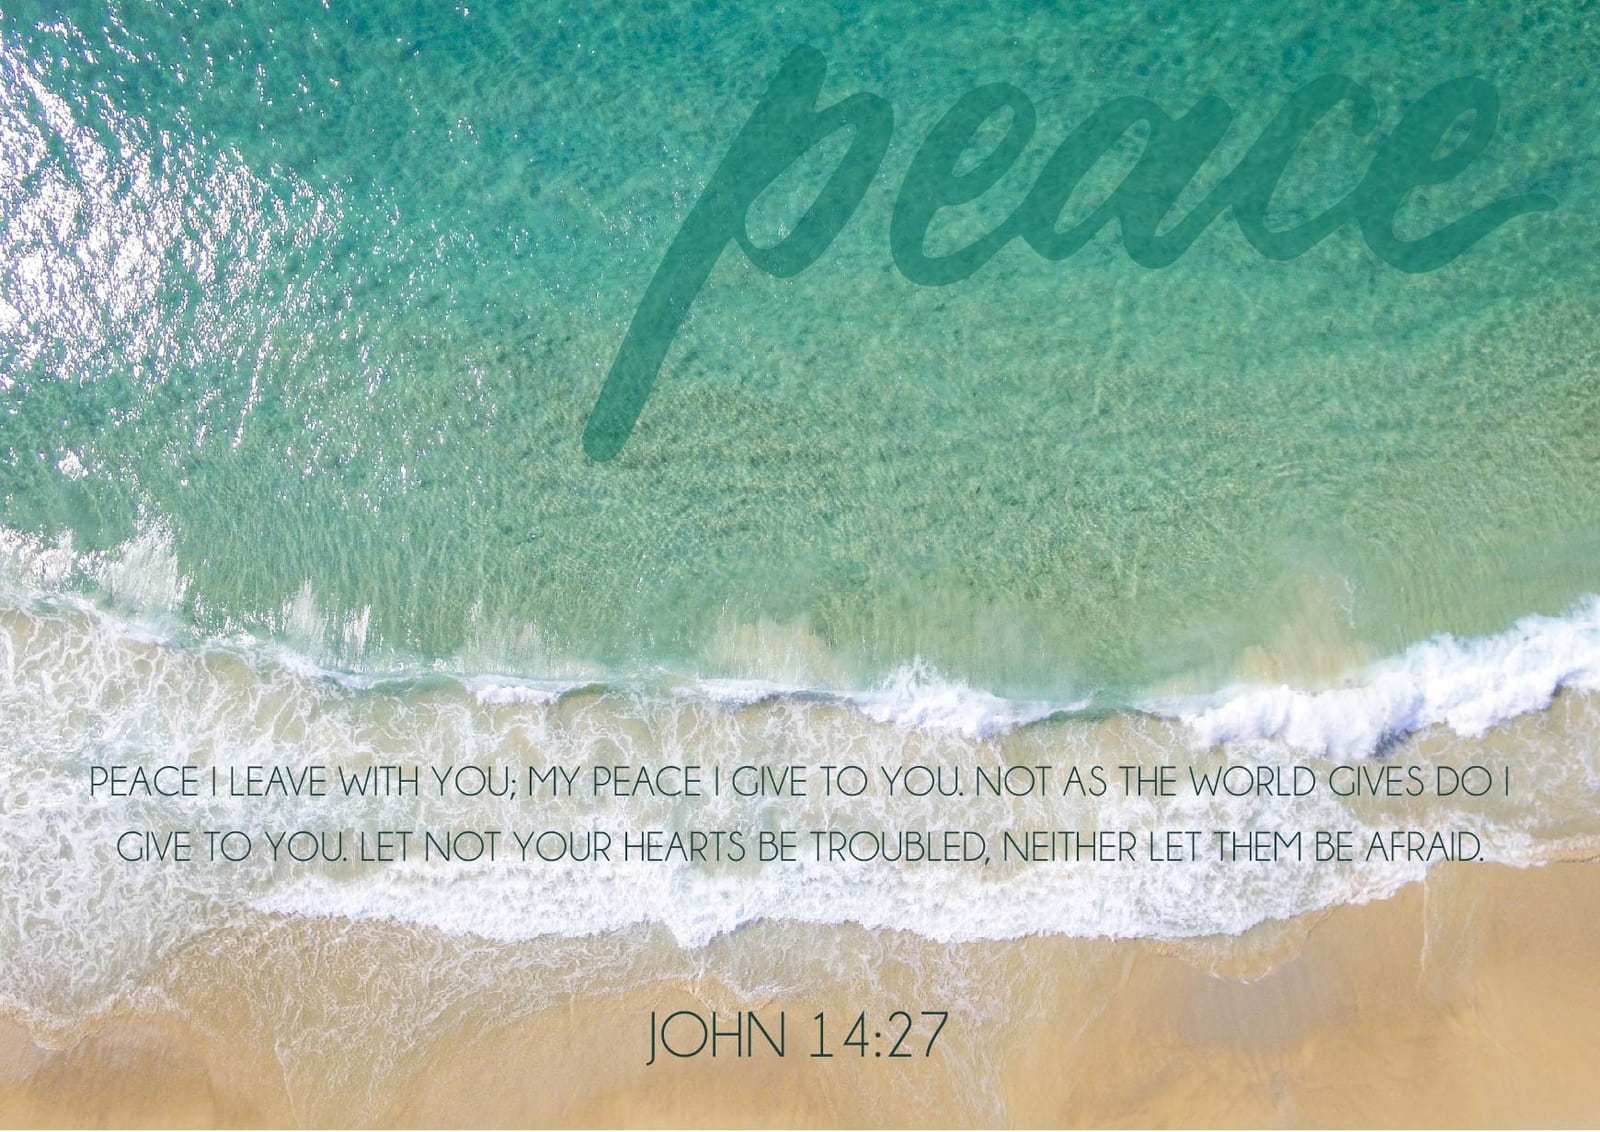 peace
PEACE I LEAVE WITH YOU; MY PEACE I GIVE TO YOU. NOT AS THE WORLD GIVES DO I
GIVE TO YOU. LET NOT YOUR HEARTS BE TROUBLED, NEITHER LET THEM BE AFRAID.
JOHN 14:27